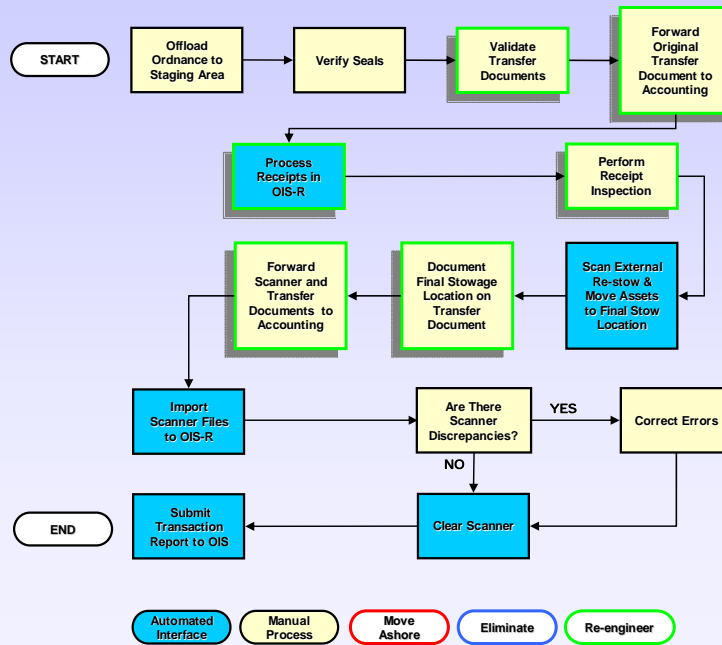 START
Offload
Ordnance to
Staging Area
Verify Seals
Validate
Transfer
Documents
Forward
Original
Transfer
Document to
Accounting
Process
Receipts in
OIS-R
Perform
Receipt
Inspection
Forward
Scanner and
Transfer
Documents to
Accounting
Document
Final Stowage
Location on
Transfer
Document
Scan External
Re-stow &
Move Assets
to Final Stow
Location
Import
Scanner Files
to OIS-R
Are There
Scanner
Discrepancies?
YES
Correct Errors
NO
END
Submit
Transaction
Report to OIS
Clear Scanner
Automated
Interface
Manual
Process
Move
Ashore
Eliminate
Re-engineer